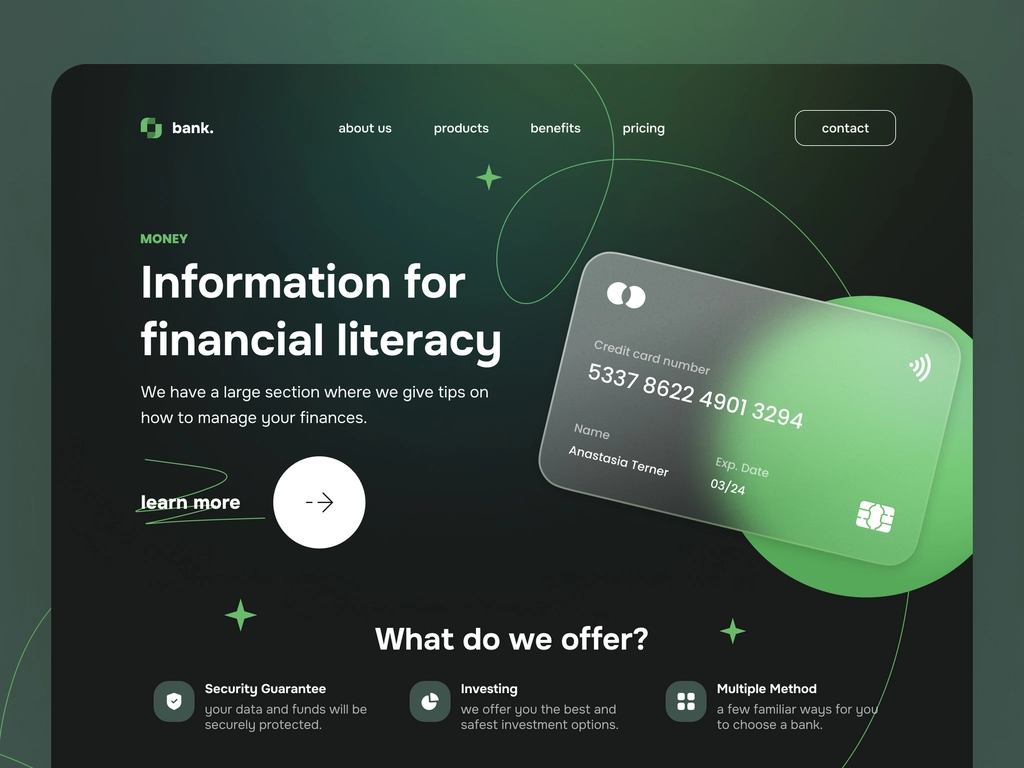 bank.
about us
products
benefits
pricing
contact
MONEY
Information for
financial literacy
We have a large section where we give tips on
how to manage your finances.
learn more
Credit card number
5337 8622 4901 3294
Name
Anastasia Terner
Exp. Date
03/24
What do we offer?
Security Guarantee
your data and funds will be
securely protected.
Investing
we offer you the best and
safest investment options.
Multiple Method
a few familiar ways for you
to choose a bank.